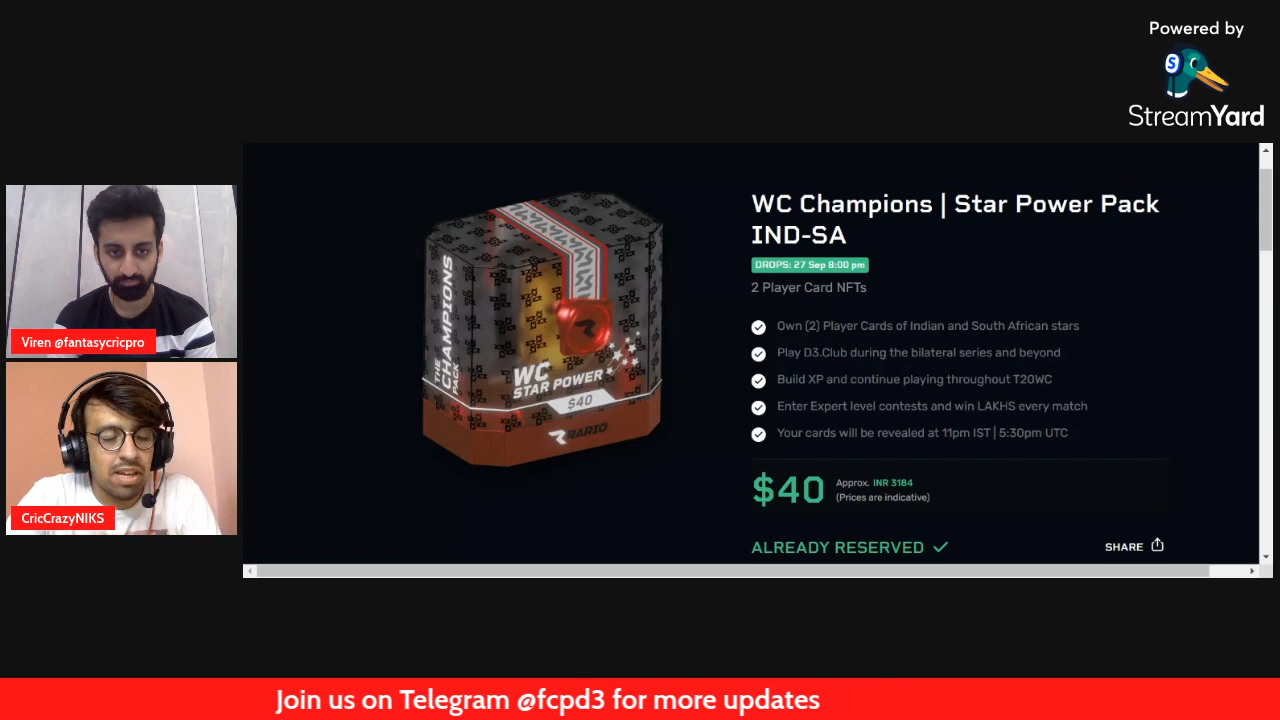 Powered by
S
StreamYard
WC Champions | Star Power Pack
IND-SA
DROPS: 27 Sep 8:00 pm
2 Player Card NFTs
Own (2) Player Cards of Indian and South African stars
Play D3.Club during the bilateral series and beyond
Build XP and continue playing throughout T20WC
Enter Expert level contests and win LAKHS every match
Your cards will be revealed at 11pm IST | 5:30pm UTC
$40
Approx. INR 3184
(Prices are indicative)
ALREADY RESERVED
SHARE
THE
CHAMPIONS
PACK
WC
STAR POWER
$40
RARIO
Viren @fantasycricpro
CricCrazyNIKS
Join us on Telegram @fcpd3 for more updates